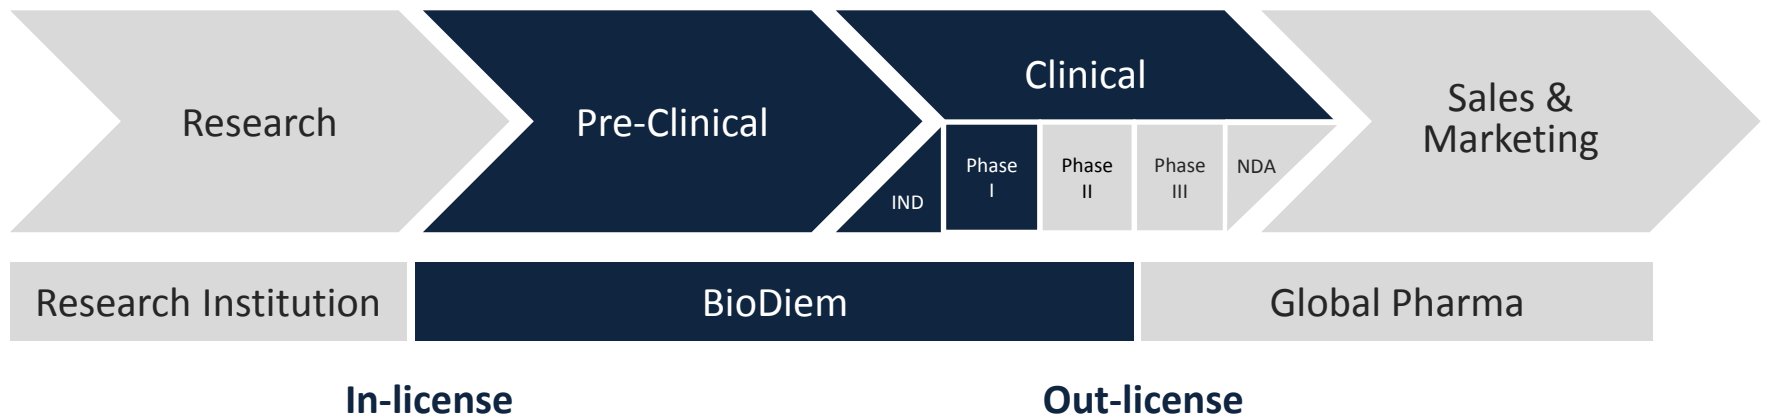 Research
Pre-Clinical
Clinical
IND
Phase
I
Phase
II
Phase
III
NDA
Sales &
Marketing
Research Institution
BioDiem
Global Pharma
In-license
Out-license